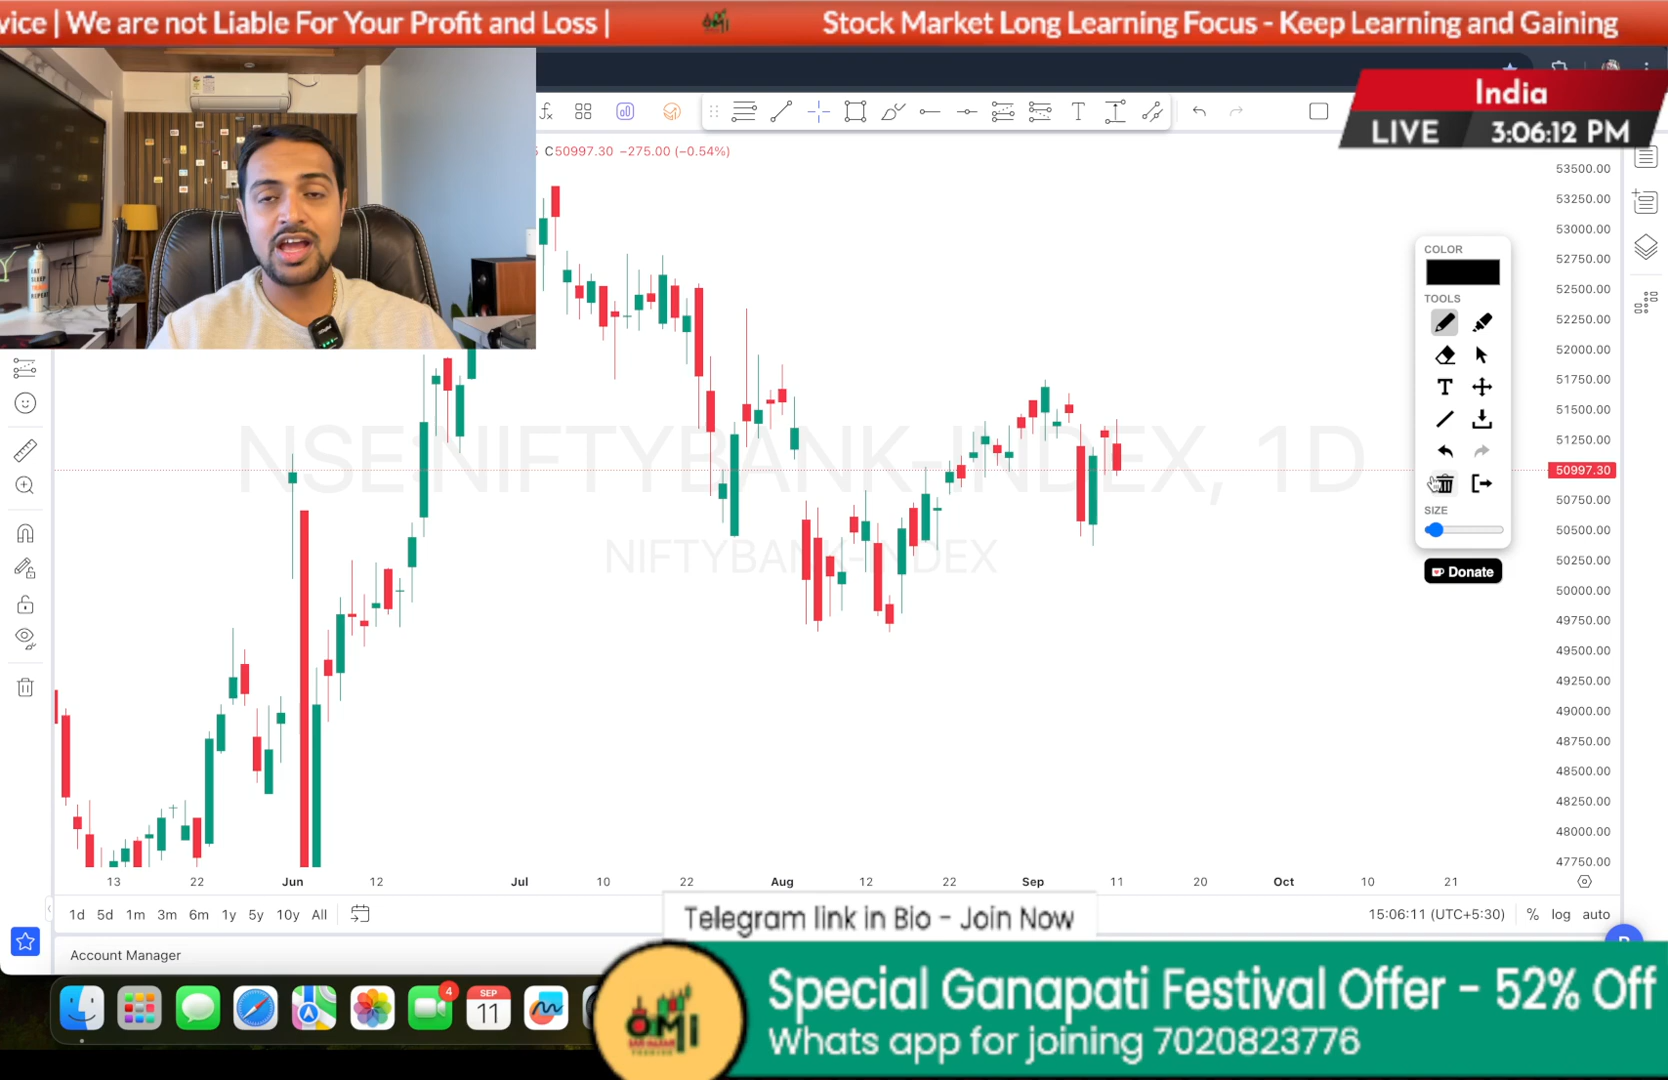 vice | We are not Liable For Your Profit and Loss |
OMI
Stock Market Long Learning Focus - Keep Learning and Gaining
India
LIVE 3:06:12 PM
C50997.30 −275.00 (−0.54%)
53500.00
53250.00
53000.00
52750.00
52500.00
52250.00
52000.00
51750.00
51500.00
51250.00
50997.30
50750.00
50500.00
50250.00
50000.00
49750.00
49500.00
49250.00
49000.00
48750.00
48500.00
48250.00
48000.00
47750.00
COLOR
TOOLS
T
SIZE
Donate
NSE:NIFTYBANK-INDEX, 1D
NIFTYBANK-INDEX
13 22 Jun 12 Jul 10 22 Aug 12 22 Sep 11 20 Oct 10 21
1d 5d 1m 3m 6m 1y 5y 10y All
15:06:11 (UTC+5:30) % log auto
Telegram link in Bio - Join Now
Account Manager
4
SEP
11
OMI
Special Ganapati Festival Offer - 52% Off
Whats app for joining 7020823776
EAT
SLEEP
REPEAT